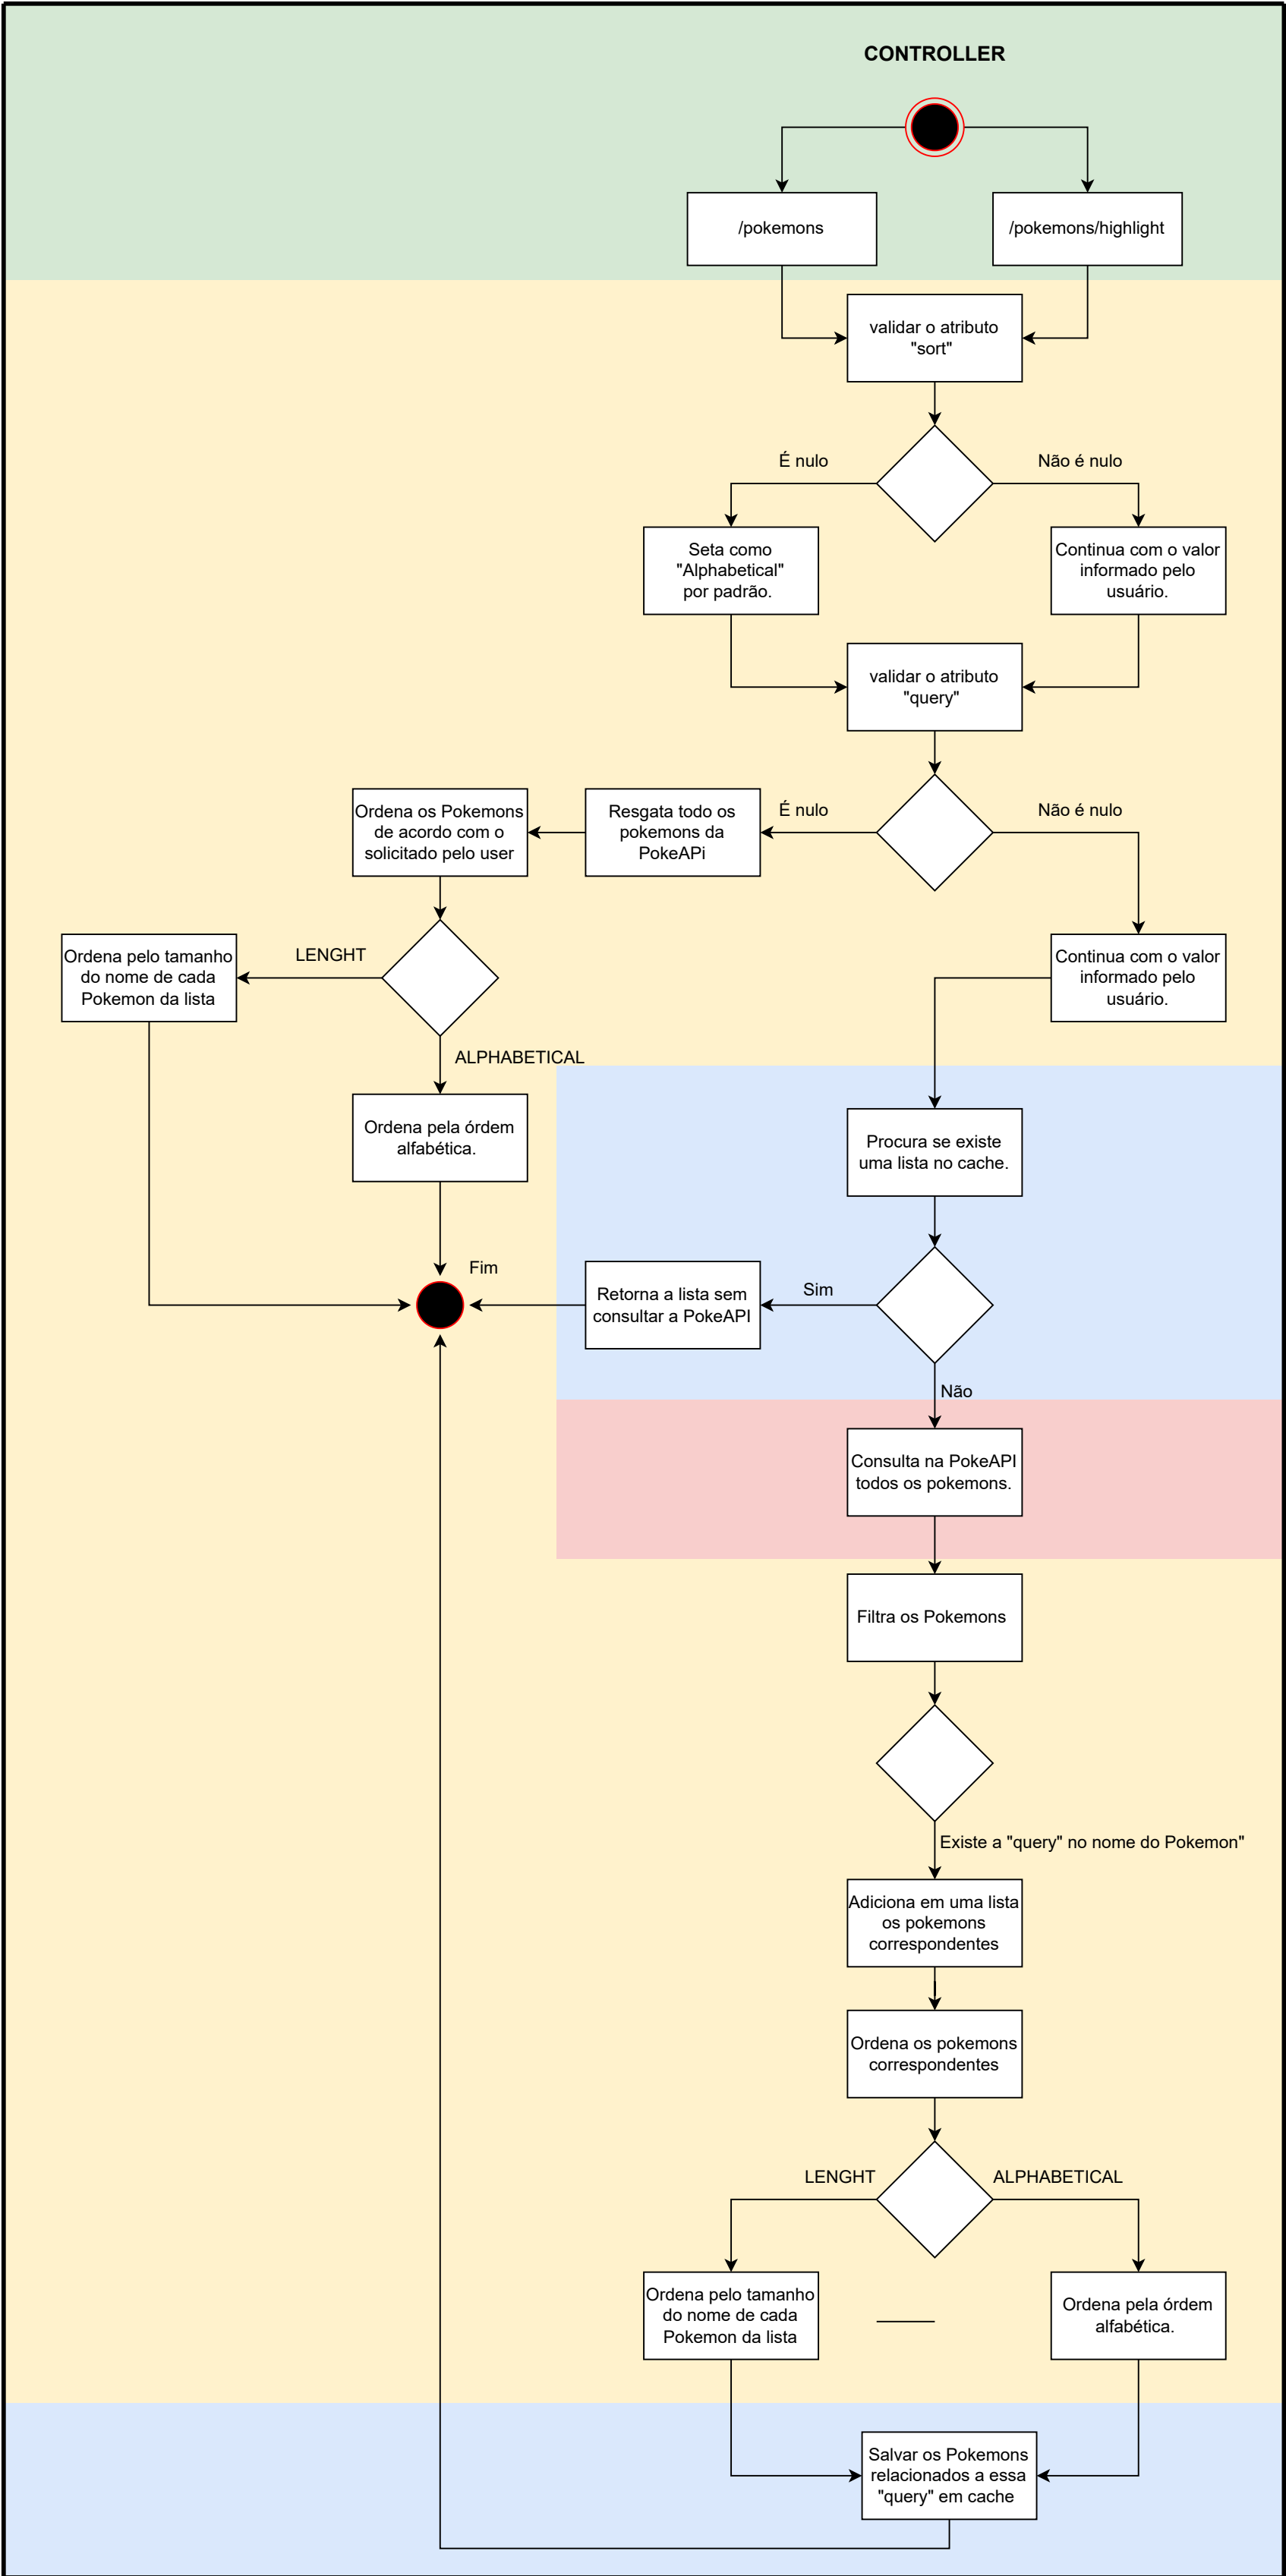 CONTROLLER
/pokemons
/pokemons/highlight
validar o atributo
"sort"
É nulo
Não é nulo
Seta como
"Alphabetical"
por padrão.
Continua com o valor
informado pelo
usuário.
validar o atributo
"query"
Ordena os Pokemons
de acordo com o
solicitado pelo user
Resgata todo os
pokemons da
PokeAPi
É nulo
Não é nulo
Ordena pelo tamanho
do nome de cada
Pokemon da lista
LENGHT
Continua com o valor
informado pelo
usuário.
ALPHABETICAL
Ordena pela órdem
alfabética.
Procura se existe
uma lista no cache.
Fim
Retorna a lista sem
consultar a PokeAPI
Sim
Não
Consulta na PokeAPI
todos os pokemons.
Filtra os Pokemons
Existe a "query" no nome do Pokemon"
Adiciona em uma lista
os pokemons
correspondentes
Ordena os pokemons
correspondentes
LENGHT
ALPHABETICAL
Ordena pelo tamanho
do nome de cada
Pokemon da lista
Ordena pela órdem
alfabética.
Salvar os Pokemons
relacionados a essa
"query" em cache